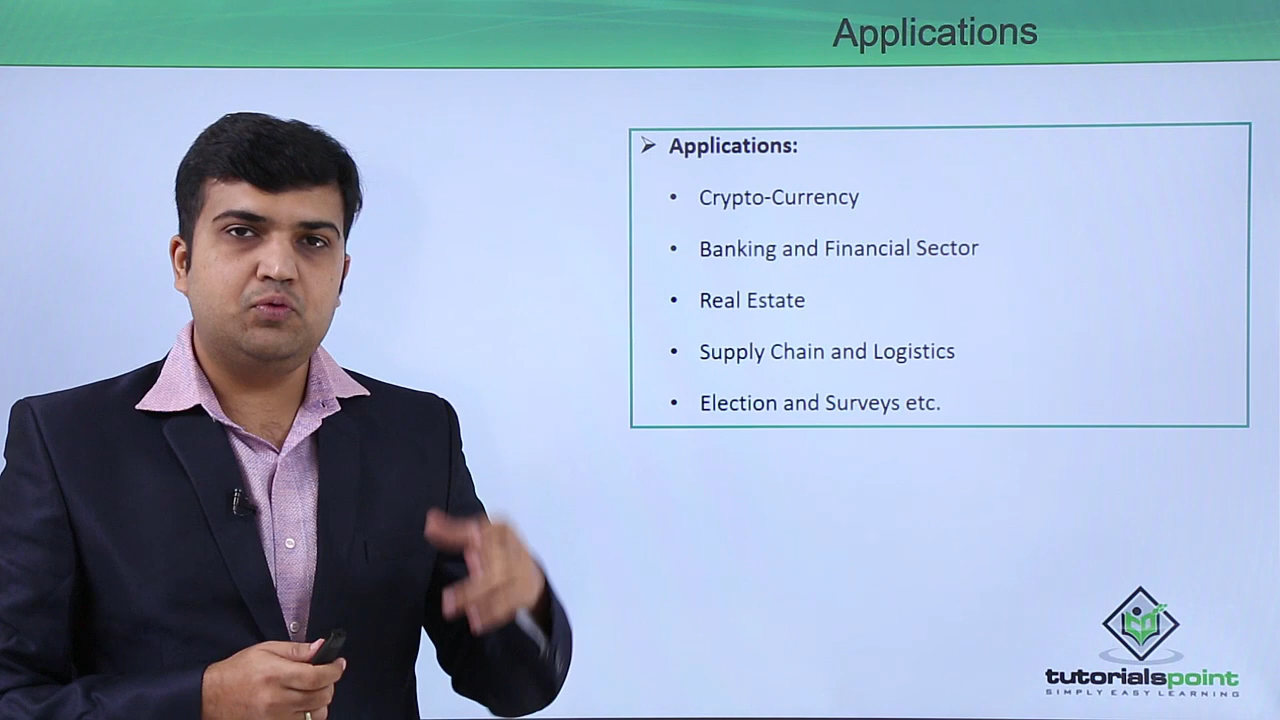 Applications
➢ Applications:
• Crypto-Currency
• Banking and Financial Sector
• Real Estate
• Supply Chain and Logistics
• Election and Surveys etc.
tutorialspoint
SIMPLY EASY LEARNING